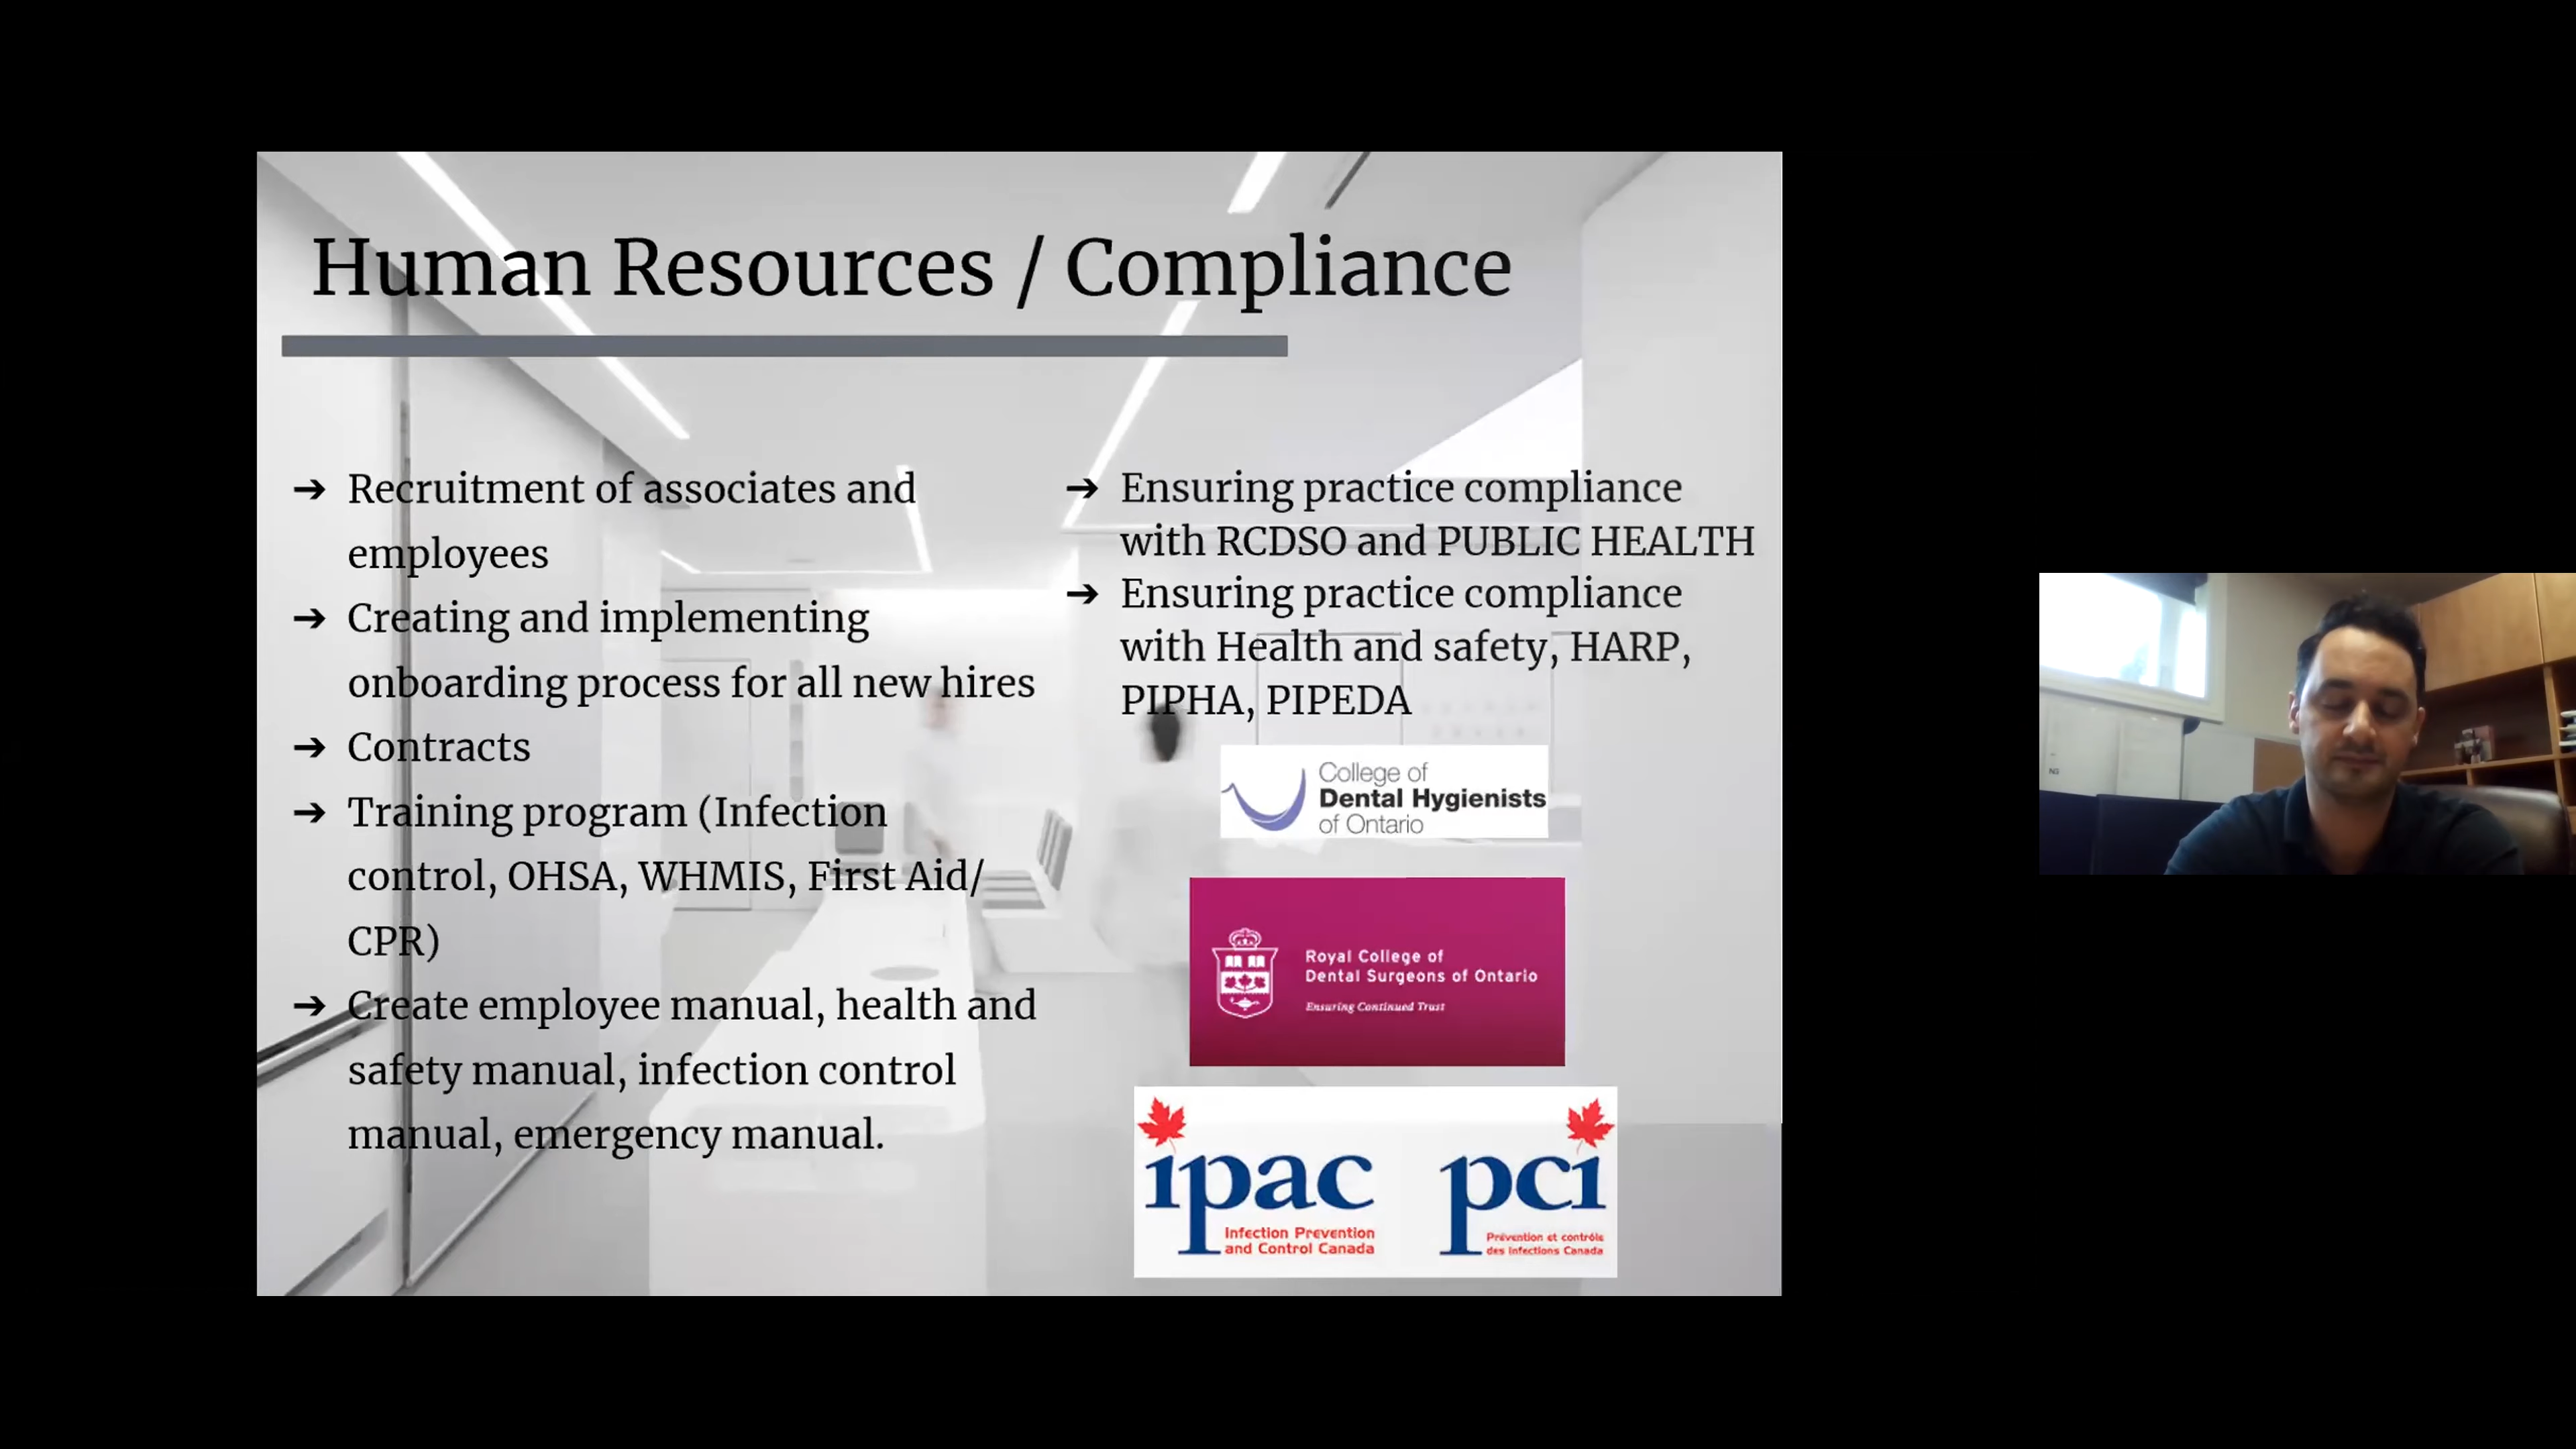 Human Resources / Compliance
➔ Recruitment of associates and
employees
➔ Creating and implementing
onboarding process for all new hires
➔ Contracts
➔ Training program (Infection
control, OHSA, WHMIS, First Aid/
CPR)
➔ Create employee manual, health and
safety manual, infection control
manual, emergency manual.
➔ Ensuring practice compliance
with RCDSO and PUBLIC HEALTH
➔ Ensuring practice compliance
with Health and safety, HARP,
PIPHA, PIPEDA
College of
Dental Hygienists
of Ontario
Royal College of
Dental Surgeons of Ontario
Ensuring Continued Trust
ipac
Infection Prevention
and Control Canada
pci
Prévention et contrôle
des infections Canada